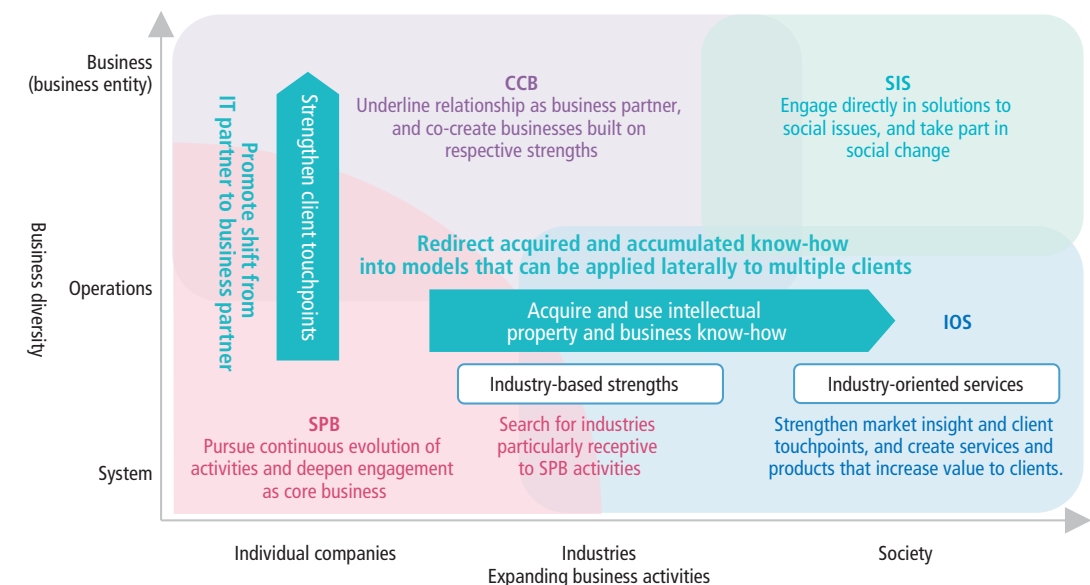 Business
(business entity)
Operations
System
Business diversity
Promote shift from
IT partner to business partner
Strengthen client touchpoints
CCB
Underline relationship as business partner,
and co-create businesses built on
respective strengths
SIS
Engage directly in solutions to
social issues, and take part in
social change
Redirect acquired and accumulated know-how
into models that can be applied laterally to multiple clients
Acquire and use intellectual
property and business know-how
IOS
Industry-based strengths
Industry-oriented services
SPB
Pursue continuous evolution of
activities and deepen engagement
as core business
Search for industries
particularly receptive
to SPB activities
Strengthen market insight and client
touchpoints, and create services and
products that increase value to clients.
Individual companies
Industries
Society
Expanding business activities